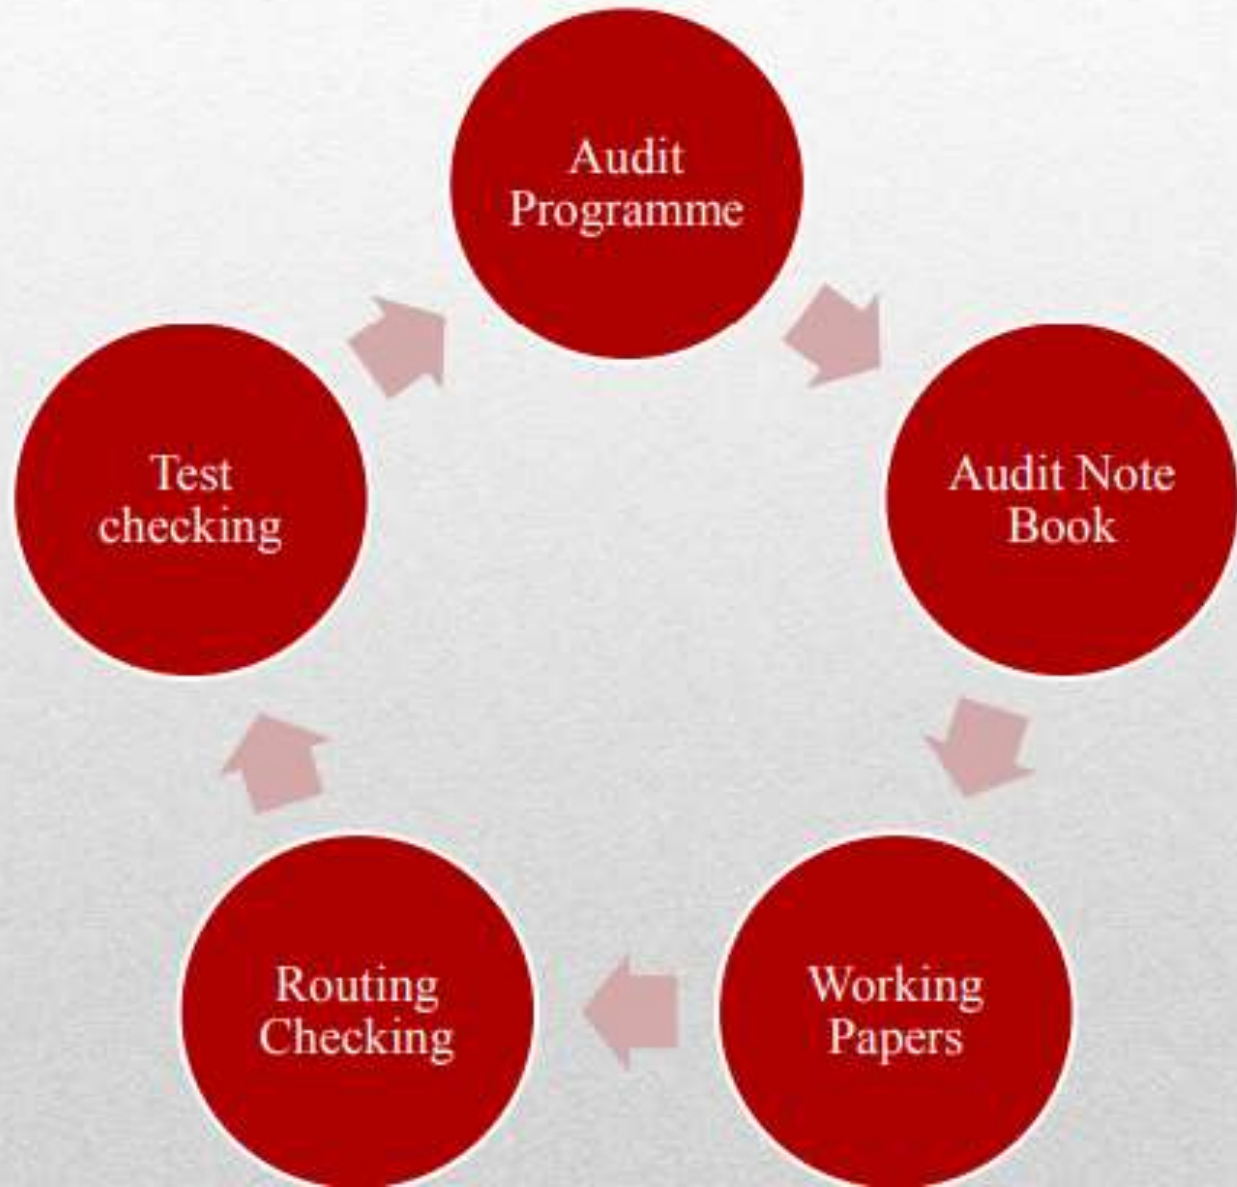 Audit
Programme
Audit Note
Book
Working
Papers
Routing
Checking
Test
checking